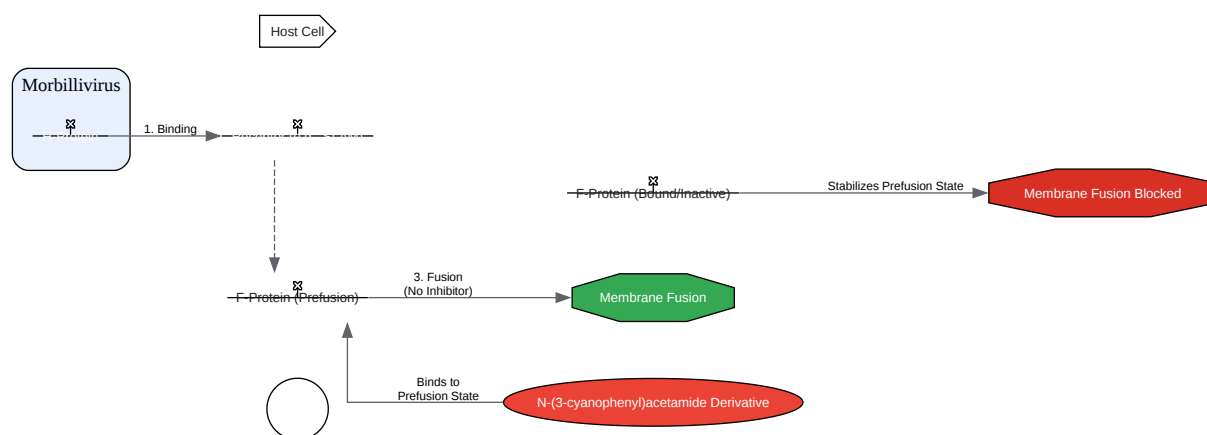 Host Cell
Morbillivirus
1. Binding
F-Protein (Bound/Inactive)
Stabilizes Prefusion State
Membrane Fusion Blocked
F-Protein (Prefusion)
3. Fusion
(No Inhibitor)
Membrane Fusion
Binds to
Prefusion State
N-(3-cyanophenyl)acetamide Derivative